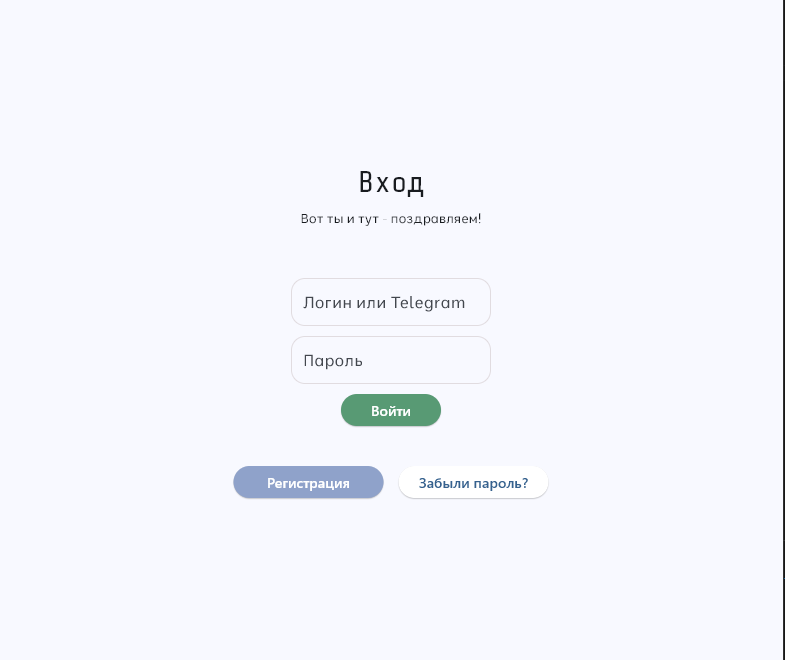 Вход
Вот ты и тут - поздравляем!
Логин или Telegram
Пароль
Войти
Регистрация
Забыли пароль?